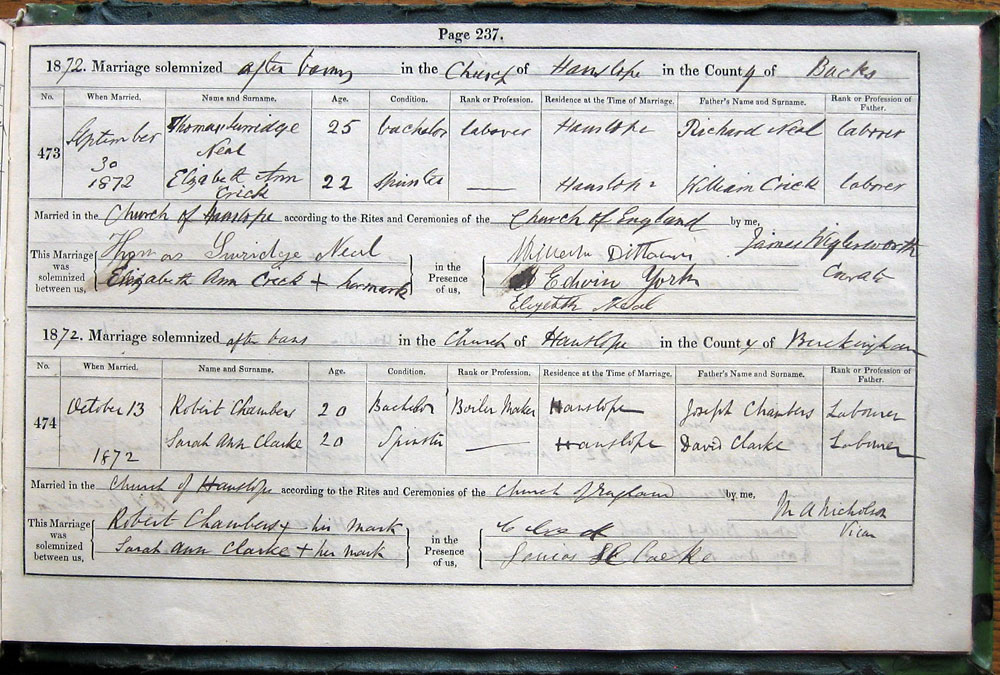 Page 237.
1872. Marriage solemnized after banns in the Church of Hanslope in the County of Bucks
No. When Married. Name and Surname. Age. Condition. Rank or Profession. Residence at the Time of Marriage. Father's Name and Surname. Rank or Profession of Father.
473 September 30 1872 Thomas Surridge Neal 25 bachelor laborer Hanslope Richard Neal laborer
Elizabeth Ann Crick 22 Spinster — Hanslope William Crick laborer
Married in the Church of Hanslope according to the Rites and Ceremonies of the Church of England by me,
James Wiglesworth
Curate
This Marriage was solemnized between us, Thomas Surridge Neal in the Presence of us,
Elizabeth Ann Crick + her mark Edwin York
Elizabeth Neal
1872. Marriage solemnized after bans in the Church of Hanslope in the County of Buckingham
No. When Married. Name and Surname. Age. Condition. Rank or Profession. Residence at the Time of Marriage. Father's Name and Surname. Rank or Profession of Father.
474 October 13 1872 Robert Chambers 20 Bachelor Boiler Maker Hanslope Joseph Chambers Labourer
Sarah Ann Clarke 20 Spinster — Hanslope David Clarke Labourer
Married in the Church of Hanslope according to the Rites and Ceremonies of the Church of England by me,
M A Nicholson
Vicar
This Marriage was solemnized between us, Robert Chambers + his mark in the Presence of us,
Sarah Ann Clarke + her mark